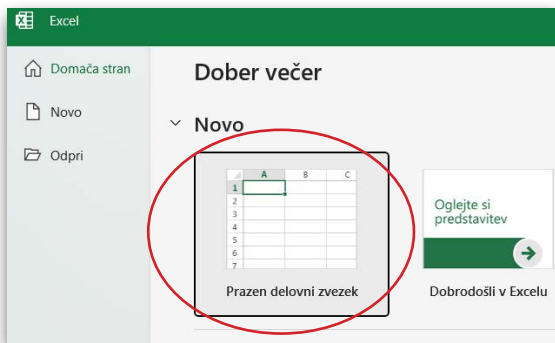 Excel
Domača stran
Novo
Odpri
Dober večer
Novo
A B C
1
2
3
4
5
6
7
Prazen delovni zvezek
Oglejte si
predstavitev
Dobrodošli v Excelu